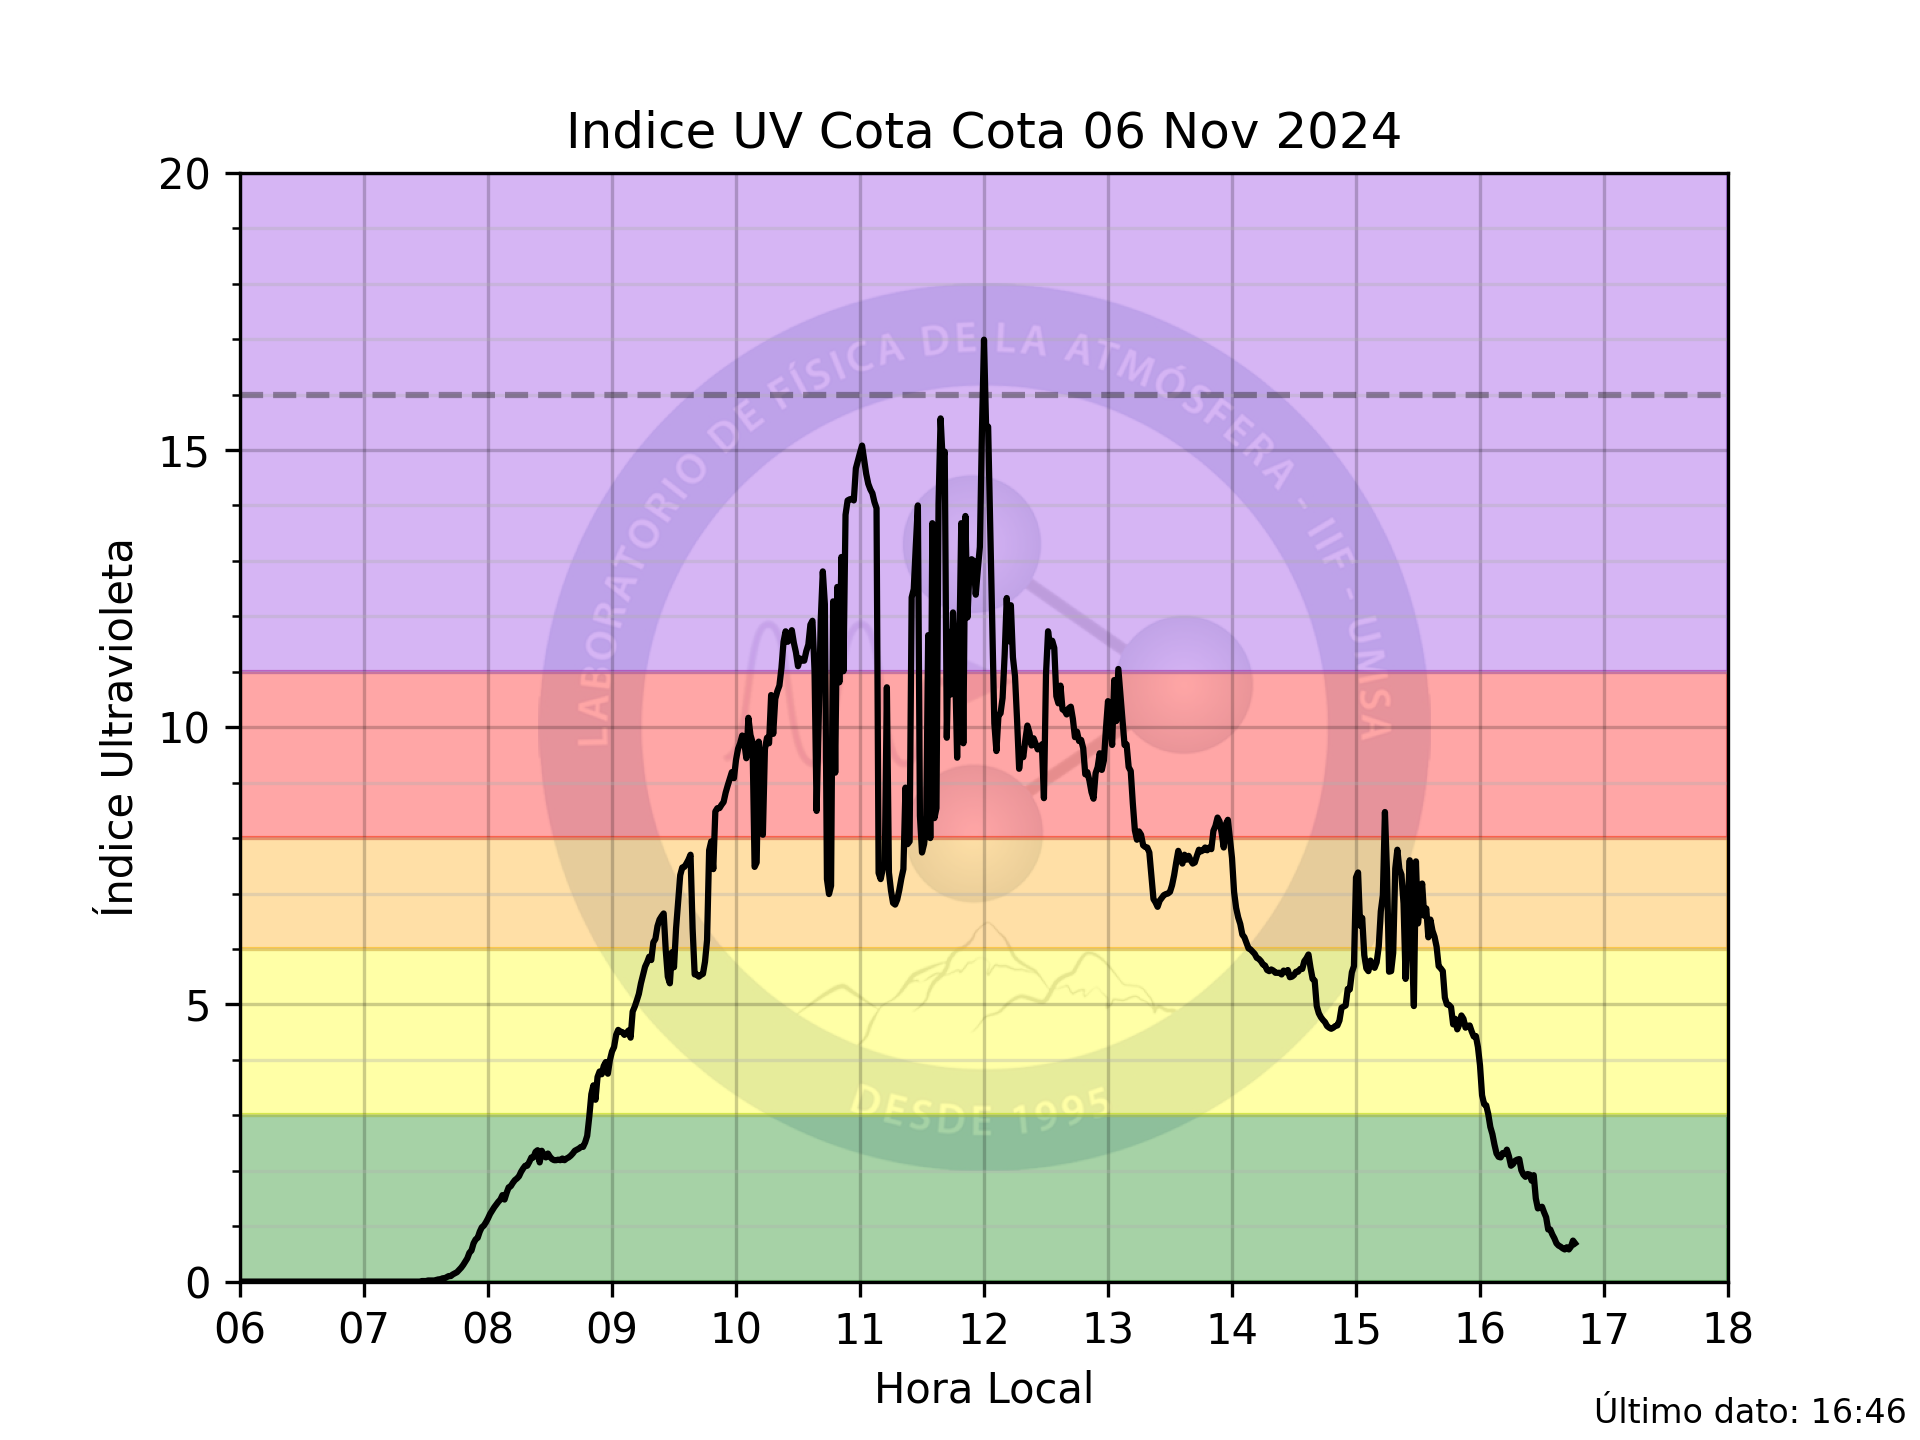 Indice UV Cota Cota 06 Nov 2024
20
15
10
5
0
Índice Ultravioleta
LABORATORIO DE FÍSICA DE LA ATMÓSFERA - IIF - UMSA
DESDE 1995
06 07 08 09 10 11 12 13 14 15 16 17 18
Hora Local
Último dato: 16:46